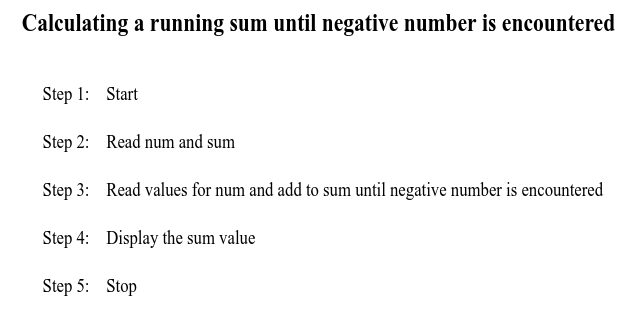 Calculating a running sum until negative number is encountered
Step 1: Start
Step 2: Read num and sum
Step 3: Read values for num and add to sum until negative number is encountered
Step 4: Display the sum value
Step 5: Stop